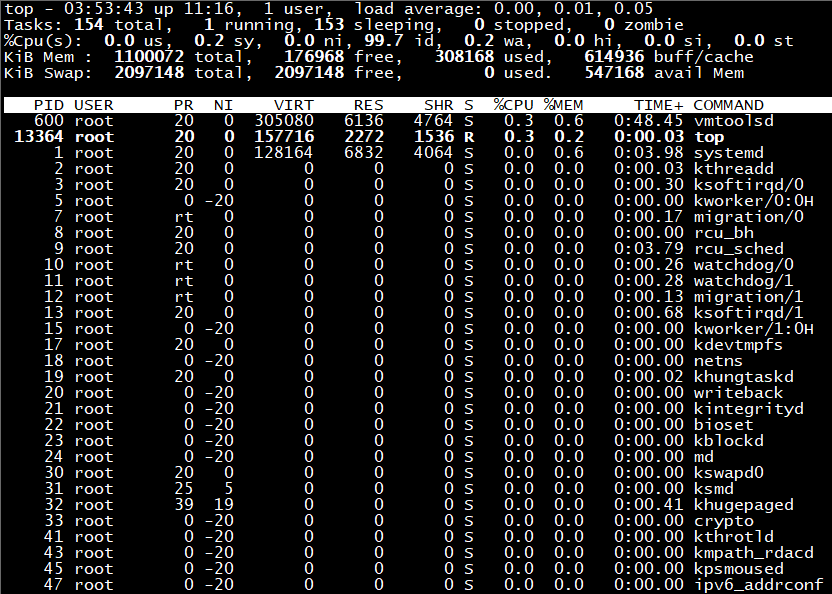 top - 03:53:43 up 11:16,  1 user,  load average: 0.00, 0.01, 0.05
Tasks: 154 total,   1 running, 153 sleeping,   0 stopped,   0 zombie
%Cpu(s):  0.0 us,  0.2 sy,  0.0 ni, 99.7 id,  0.2 wa,  0.0 hi,  0.0 si,  0.0 st
KiB Mem :  1100072 total,   176968 free,   308168 used,   614936 buff/cache
KiB Swap:  2097148 total,  2097148 free,        0 used.   547168 avail Mem
PID USER      PR  NI    VIRT    RES    SHR S  %CPU %MEM     TIME+ COMMAND
600 root      20   0  305080   6136   4764 S   0.3  0.6   0:48.45 vmtoolsd
13364 root      20   0  157716   2272   1536 R   0.3  0.2   0:00.03 top
1 root      20   0  128164   6832   4064 S   0.0  0.6   0:03.98 systemd
2 root      20   0       0      0      0 S   0.0  0.0   0:00.03 kthreadd
3 root      20   0       0      0      0 S   0.0  0.0   0:00.30 ksoftirqd/0
5 root       0 -20       0      0      0 S   0.0  0.0   0:00.00 kworker/0:0H
7 root      rt   0       0      0      0 S   0.0  0.0   0:00.17 migration/0
8 root      20   0       0      0      0 S   0.0  0.0   0:00.00 rcu_bh
9 root      20   0       0      0      0 S   0.0  0.0   0:03.79 rcu_sched
10 root      rt   0       0      0      0 S   0.0  0.0   0:00.26 watchdog/0
11 root      rt   0       0      0      0 S   0.0  0.0   0:00.28 watchdog/1
12 root      rt   0       0      0      0 S   0.0  0.0   0:00.13 migration/1
13 root      20   0       0      0      0 S   0.0  0.0   0:00.68 ksoftirqd/1
15 root       0 -20       0      0      0 S   0.0  0.0   0:00.00 kworker/1:0H
17 root      20   0       0      0      0 S   0.0  0.0   0:00.00 kdevtmpfs
18 root       0 -20       0      0      0 S   0.0  0.0   0:00.00 netns
19 root      20   0       0      0      0 S   0.0  0.0   0:00.02 khungtaskd
20 root       0 -20       0      0      0 S   0.0  0.0   0:00.00 writeback
21 root       0 -20       0      0      0 S   0.0  0.0   0:00.00 kintegrityd
22 root       0 -20       0      0      0 S   0.0  0.0   0:00.00 bioset
23 root       0 -20       0      0      0 S   0.0  0.0   0:00.00 kblockd
24 root       0 -20       0      0      0 S   0.0  0.0   0:00.00 md
30 root      20   0       0      0      0 S   0.0  0.0   0:00.00 kswapd0
31 root      25   5       0      0      0 S   0.0  0.0   0:00.00 ksmd
32 root      39  19       0      0      0 S   0.0  0.0   0:00.41 khugepaged
33 root       0 -20       0      0      0 S   0.0  0.0   0:00.00 crypto
41 root       0 -20       0      0      0 S   0.0  0.0   0:00.00 kthrotld
43 root       0 -20       0      0      0 S   0.0  0.0   0:00.00 kmpath_rdacd
45 root       0 -20       0      0      0 S   0.0  0.0   0:00.00 kpsmoused
47 root       0 -20       0      0      0 S   0.0  0.0   0:00.00 ipv6_addrconf